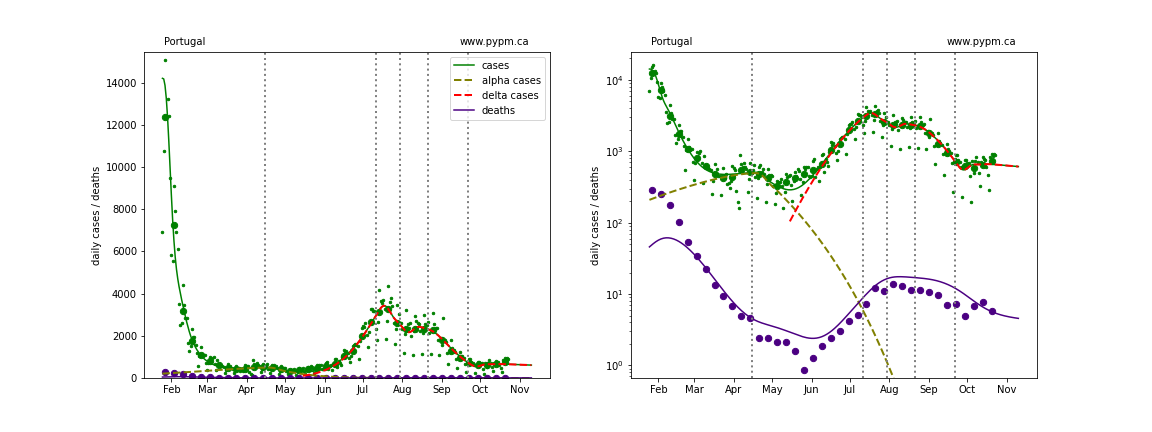 Portugal www.pypm.ca
cases
alpha cases
delta cases
deaths
daily cases / deaths
14000
12000
10000
8000
6000
4000
2000
0
Feb Mar Apr May Jun Jul Aug Sep Oct Nov
Portugal www.pypm.ca
daily cases / deaths
10⁴
10³
10²
10¹
10⁰
Feb Mar Apr May Jun Jul Aug Sep Oct Nov